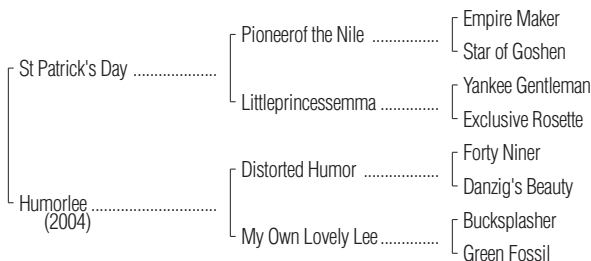 Empire Maker
Pioneerof the Nile ................
Star of Goshen
St Patrick's Day ....................
Yankee Gentleman
Littleprincessemma ..............
Exclusive Rosette
Forty Niner
Distorted Humor ..................
Danzig's Beauty
Humorlee ..............................
(2004)
Bucksplasher
My Own Lovely Lee..............
Green Fossil